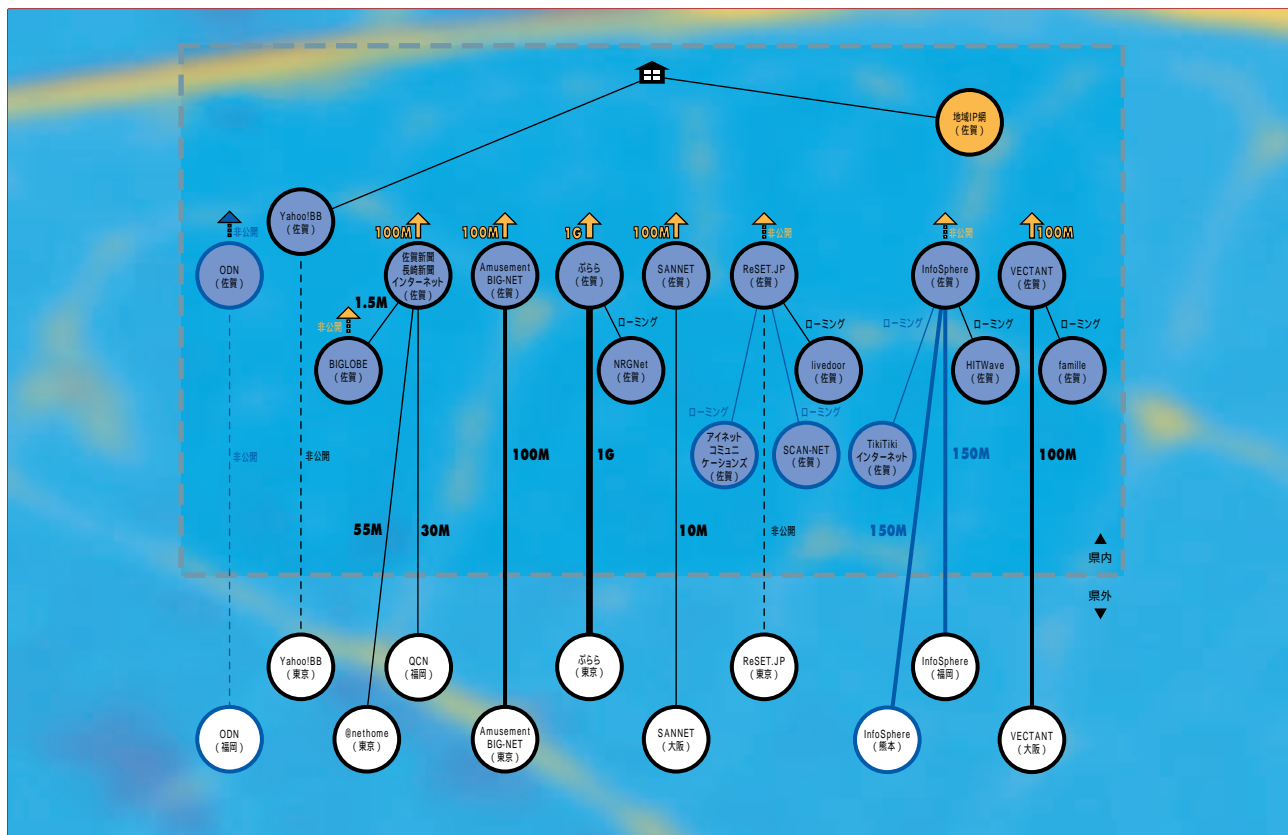 地域IP網
（佐賀）
Yahoo!BB
（佐賀）
非公開
100M
100M
1G
100M
非公開
非公開
100M
ODN
（佐賀）
佐賀新聞
長崎新聞
インターネット
（佐賀）
Amusement
BIG-NET
（佐賀）
ぷらら
（佐賀）
SANNET
（佐賀）
ReSET.JP
（佐賀）
InfoSphere
（佐賀）
VECTANT
（佐賀）
1.5M
非公開
ローミング
ローミング
ローミング
ローミング
ローミング
BIGLOBE
（佐賀）
NRGNet
（佐賀）
livedoor
（佐賀）
HITWave
（佐賀）
famille
（佐賀）
ローミング
ローミング
アイネット
コミュニ
ケーションズ
（佐賀）
SCAN-NET
（佐賀）
TikiTiki
インターネット
（佐賀）
非公開
非公開
100M
1G
150M
100M
55M
30M
10M
非公開
150M
県内
県外
Yahoo!BB
（東京）
QCN
（福岡）
ぷらら
（東京）
ReSET.JP
（東京）
InfoSphere
（福岡）
ODN
（福岡）
@nethome
（東京）
Amusement
BIG-NET
（東京）
SANNET
（大阪）
InfoSphere
（熊本）
VECTANT
（大阪）